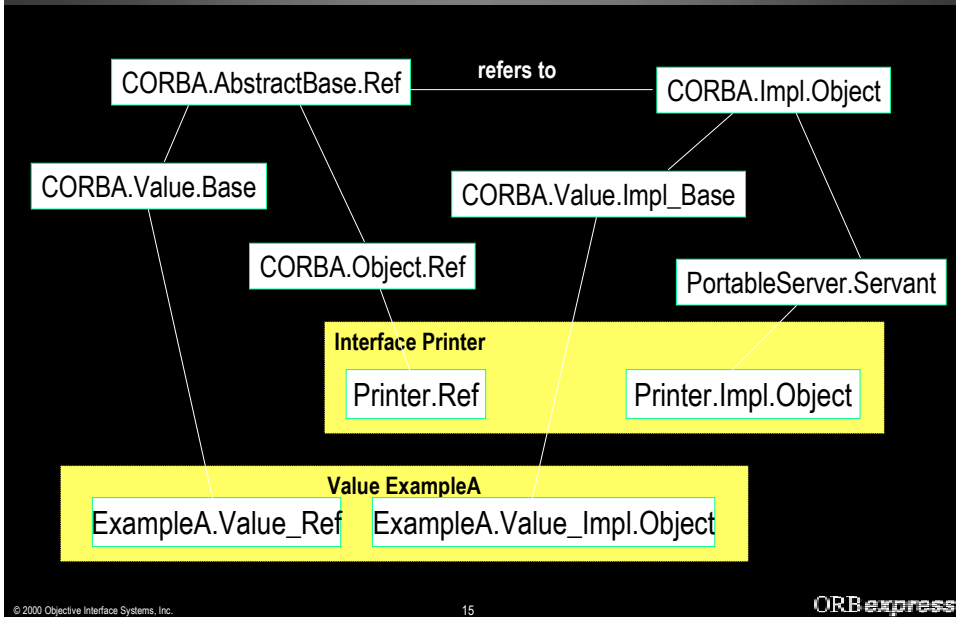 CORBA.AbstractBase.Ref
refers to
CORBA.Impl.Object
CORBA.Value.Base
CORBA.Value.Impl_Base
CORBA.Object.Ref
PortableServer.Servant
Interface Printer
Printer.Ref
Printer.Impl.Object
Value ExampleA
ExampleA.Value_Ref
ExampleA.Value_Impl.Object
© 2000 Objective Interface Systems, Inc.
15
ORBexpress